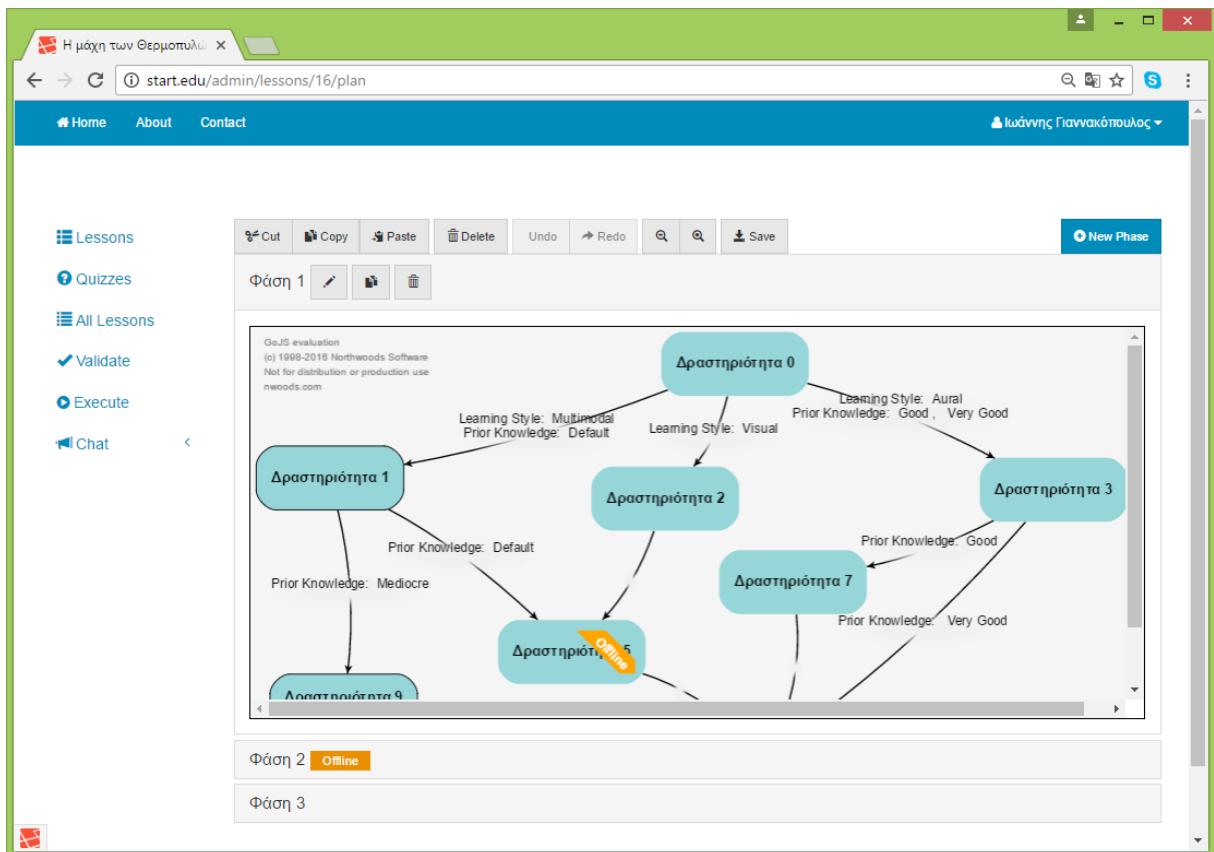 Η μάχη των Θερμοπυλώ
start.edu/admin/lessons/16/plan
Home About Contact Ιωάννης Γιαννακόπουλος
Lessons
Quizzes
All Lessons
Validate
Execute
Chat
Cut Copy Paste Delete Undo Redo Save New Phase
Φάση 1
GoJS evaluation
(c) 1998-2016 Northwoods Software
Not for distribution or production use
nwoods.com
Δραστηριότητα 0
Learning Style: Multimodal
Prior Knowledge: Default
Learning Style: Visual
Learning Style: Aural
Prior Knowledge: Good , Very Good
Δραστηριότητα 1
Δραστηριότητα 2
Δραστηριότητα 3
Prior Knowledge: Default
Prior Knowledge: Good
Prior Knowledge: Mediocre
Δραστηριότητα 7
Prior Knowledge: Very Good
Δραστηριότ 5
Offline
Δραστηριότητα 9
Φάση 2 Offline
Φάση 3